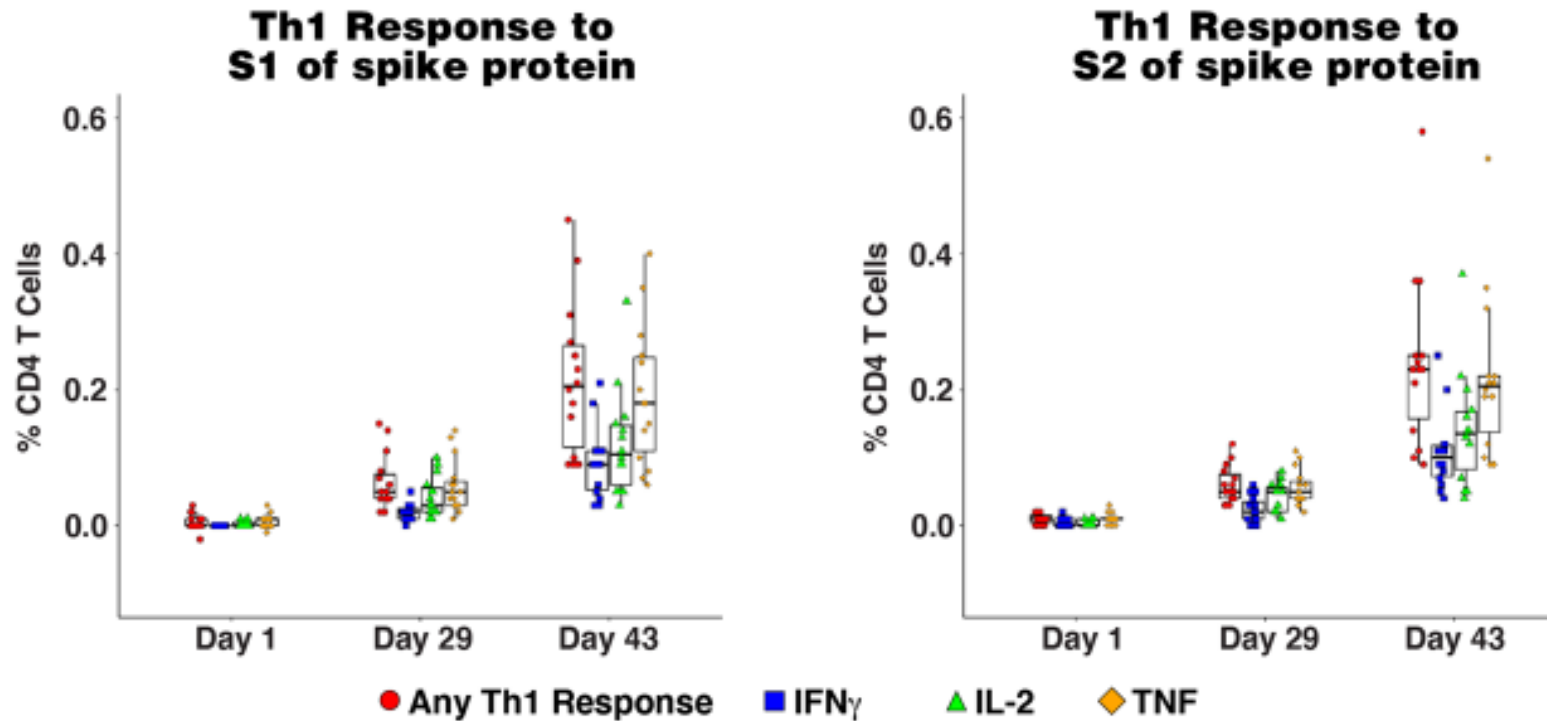 Th1 Response to
S1 of spike protein
Th1 Response to
S2 of spike protein
% CD4 T Cells
0.6
0.4
0.2
0.0
Day 1 Day 29 Day 43
% CD4 T Cells
0.6
0.4
0.2
0.0
Day 1 Day 29 Day 43
Any Th1 Response IFNγ IL-2 TNF